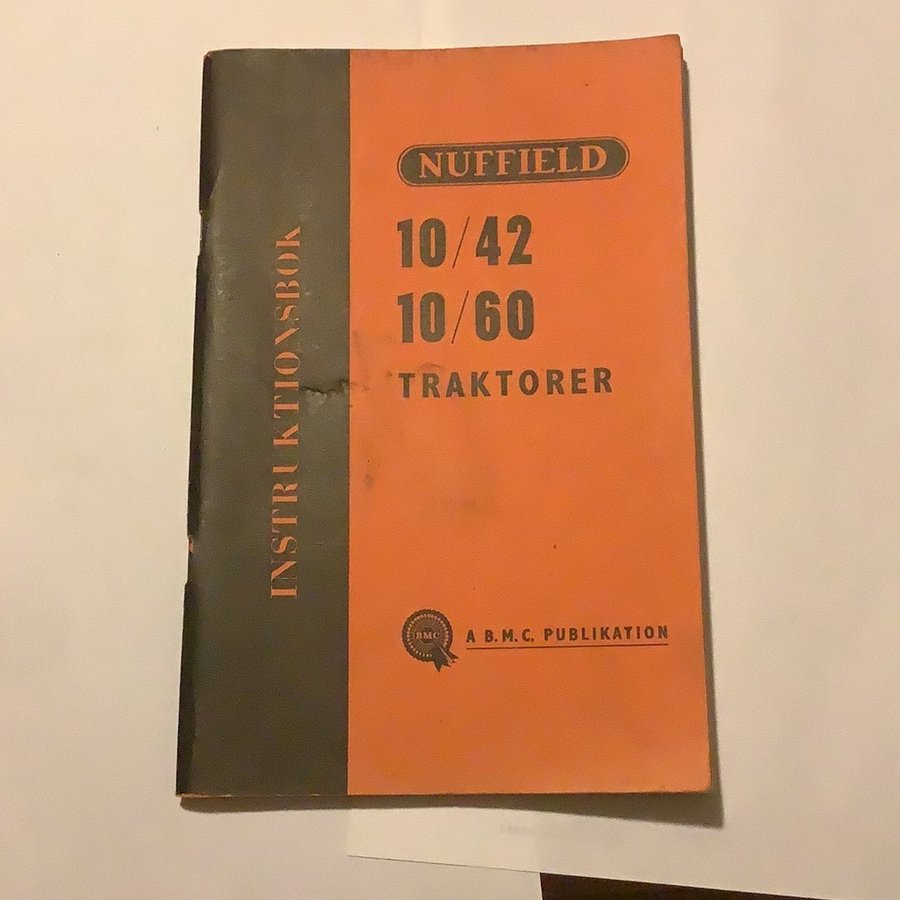 INSTRUKTIONSBOK
NUFFIELD
10/42
10/60
TRAKTORER
BMC
A B.M.C. PUBLIKATION